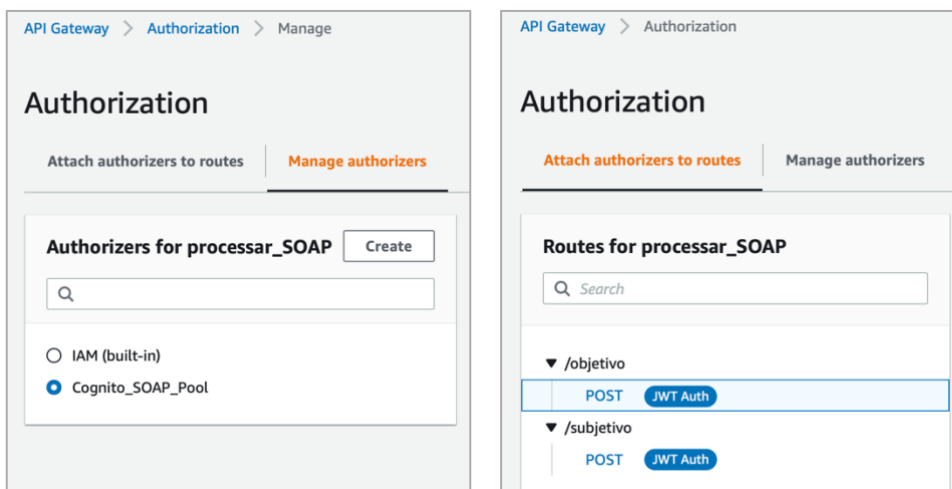 API Gateway > Authorization > Manage
Authorization
Attach authorizers to routes
Manage authorizers
Authorizers for processar_SOAP
Create
IAM (built-in)
Cognito_SOAP_Pool
API Gateway > Authorization
Authorization
Attach authorizers to routes
Manage authorizers
Routes for processar_SOAP
Search
/objetivo
POST JWT Auth
/subjetivo
POST JWT Auth